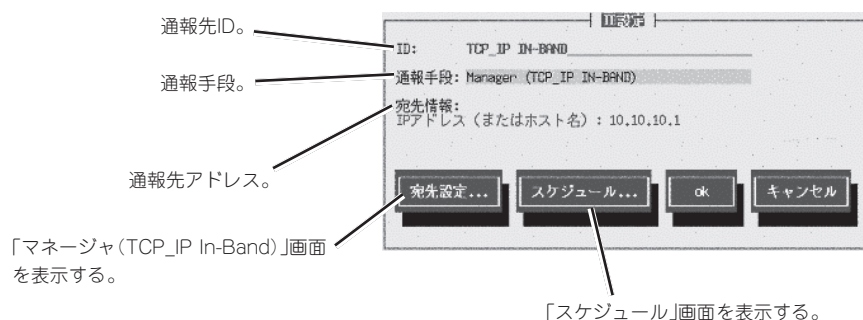 通報先ID。
通報手段。
通報先アドレス。
「マネージャ(TCP_IP In-Band)」画面
を表示する。
ID設定
ID: TCP_IP IN-BAND
通報手段: Manager (TCP_IP IN-BAND)
宛先情報:
IPアドレス (またはホスト名) : 10.10.10.1
宛先設定...
スケジュール...
ok
キャンセル
「スケジュール」画面を表示する。